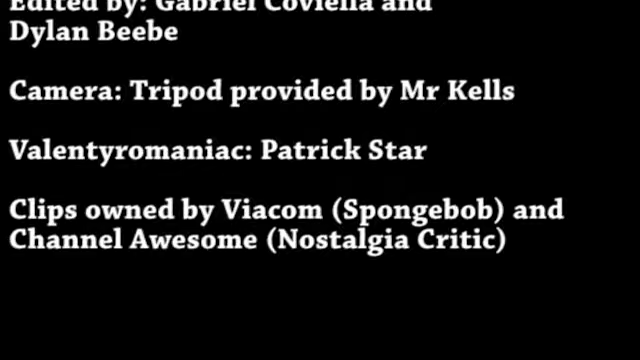 Edited by: Gabriel Coviella and
Dylan Beebe
Camera: Tripod provided by Mr Kells
Valentyromaniac: Patrick Star
Clips owned by Viacom (Spongebob) and
Channel Awesome (Nostalgia Critic)